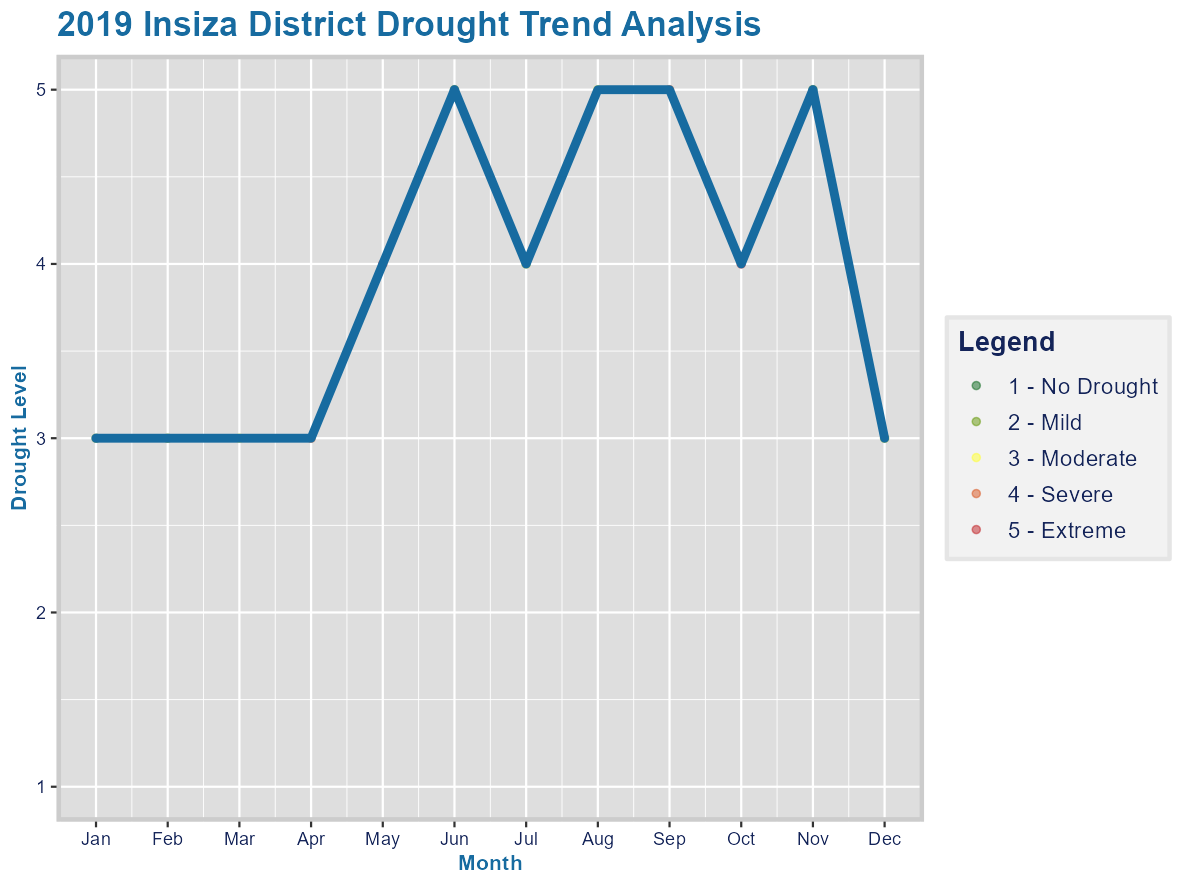 2019 Insiza District Drought Trend Analysis
Drought Level
5
4
3
2
1
Jan Feb Mar Apr May Jun Jul Aug Sep Oct Nov Dec
Month
Legend
1 - No Drought
2 - Mild
3 - Moderate
4 - Severe
5 - Extreme